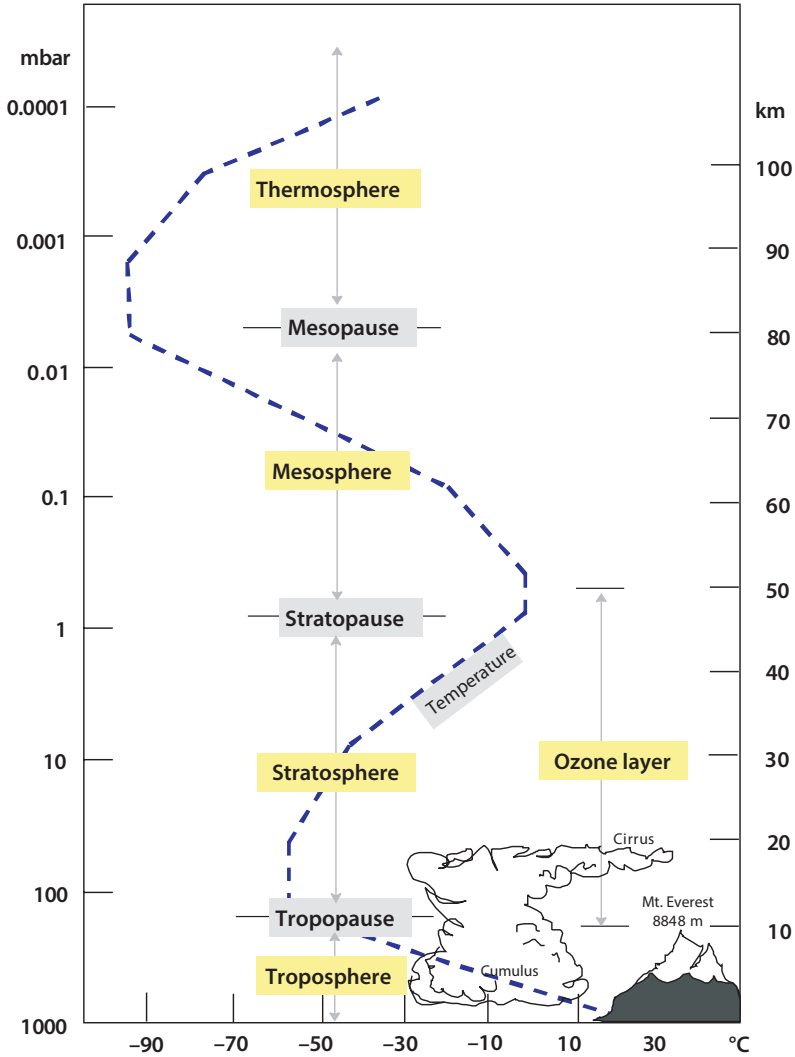 mbar
0.0001
km
100
Thermosphere
0.001
90
Mesopause
80
0.01
70
Mesosphere
0.1
60
50
Stratopause
1
Temperature
40
10
Stratosphere
Ozone layer
30
Cirrus
20
100
Mt. Everest
8848 m
Tropopause
10
Cumulus
Troposphere
1000
–90 –70 –50 –30 –10 10 30 °C